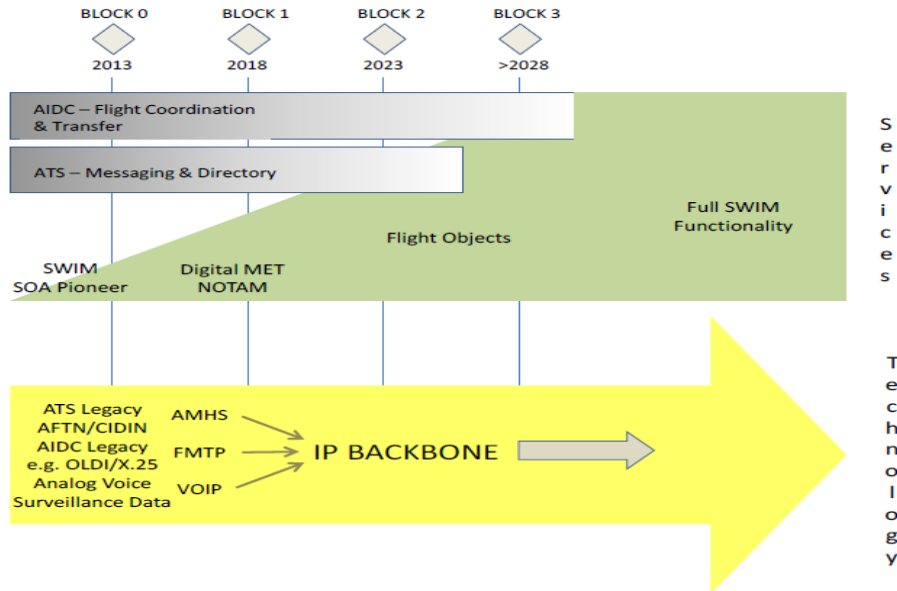 BLOCK 0 BLOCK 1 BLOCK 2 BLOCK 3
2013 2018 2023 >2028
AIDC – Flight Coordination
& Transfer
ATS – Messaging & Directory
Full SWIM
Functionality
Flight Objects
SWIM
SOA Pioneer
Digital MET
NOTAM
Services
ATS Legacy
AFTN/CIDIN
AIDC Legacy
e.g. OLDI/X.25
Analog Voice
Surveillance Data
AMHS
FMTP
VOIP
IP BACKBONE
Technology